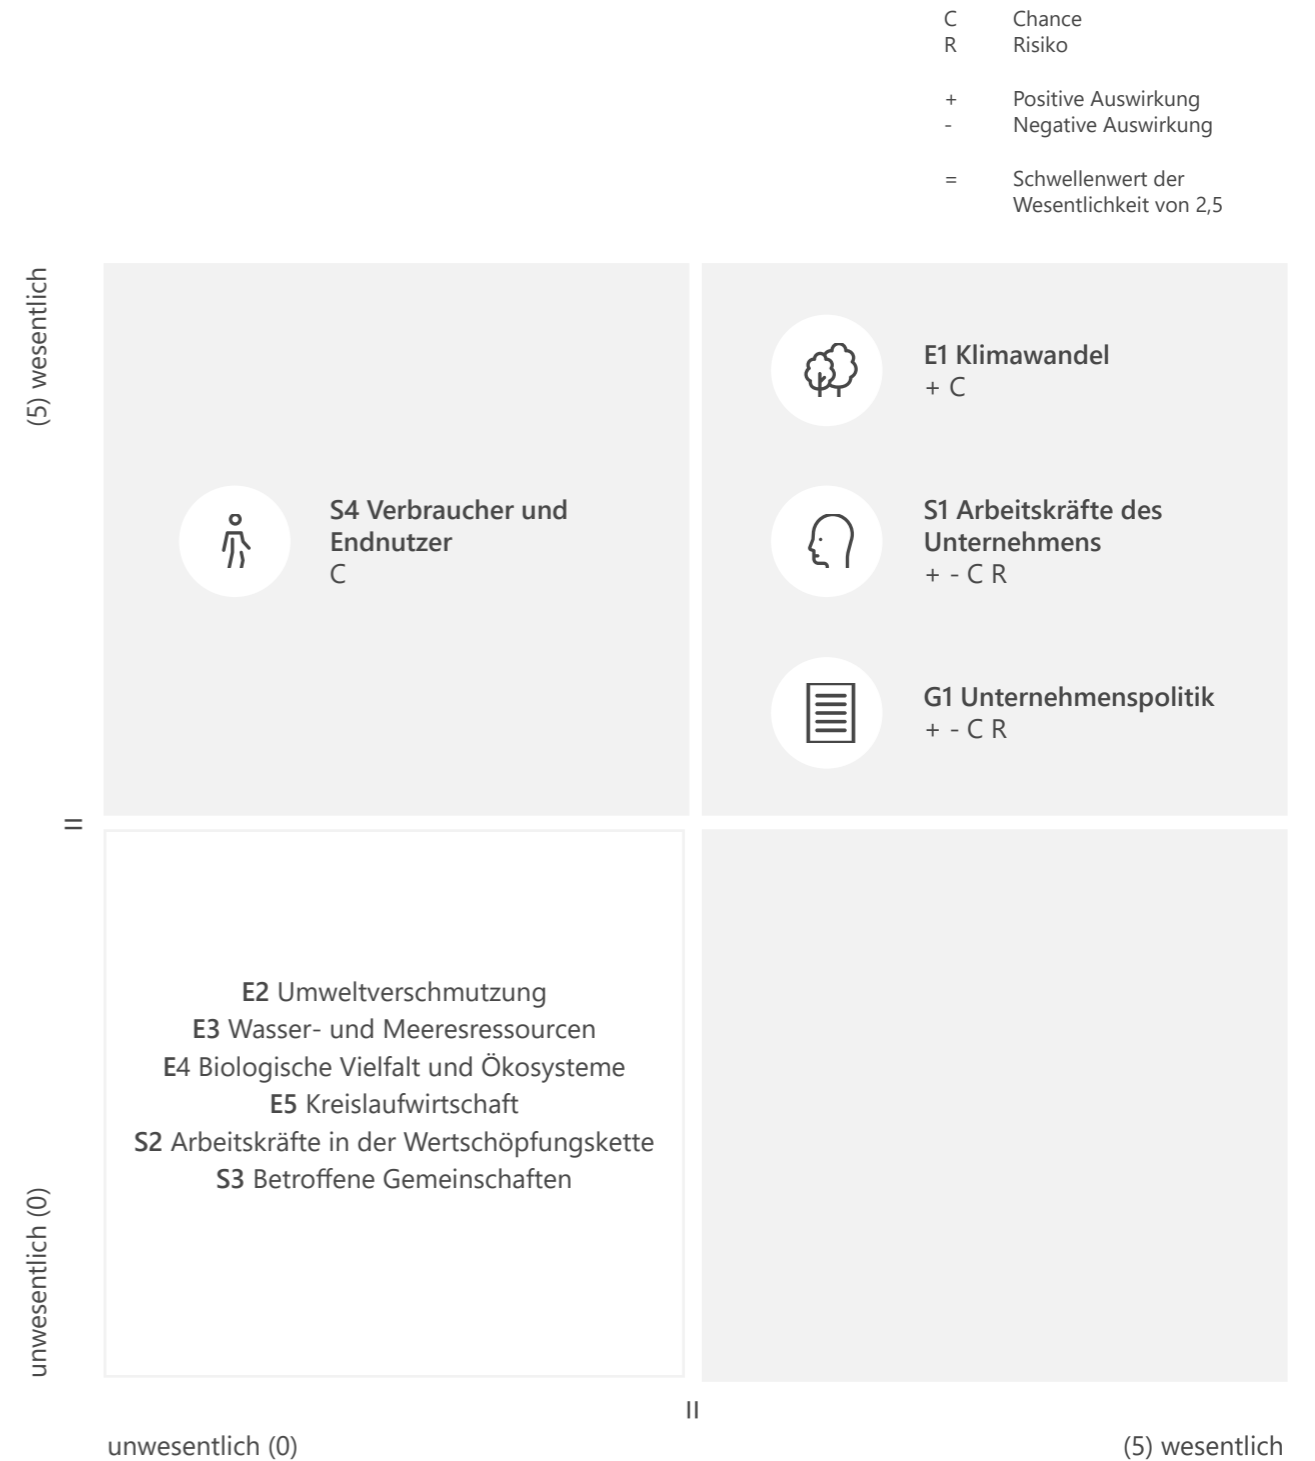 C Chance
R Risiko
+ Positive Auswirkung
- Negative Auswirkung
= Schwellenwert der
Wesentlichkeit von 2,5
(5) wesentlich
E1 Klimawandel
+ C
S4 Verbraucher und
Endnutzer
C
S1 Arbeitskräfte des
Unternehmens
+ - C R
G1 Unternehmenspolitik
+ - C R
=
E2 Umweltverschmutzung
E3 Wasser- und Meeresressourcen
E4 Biologische Vielfalt und Ökosysteme
E5 Kreislaufwirtschaft
S2 Arbeitskräfte in der Wertschöpfungskette
S3 Betroffene Gemeinschaften
unwesentlich (0)
=
unwesentlich (0)
(5) wesentlich